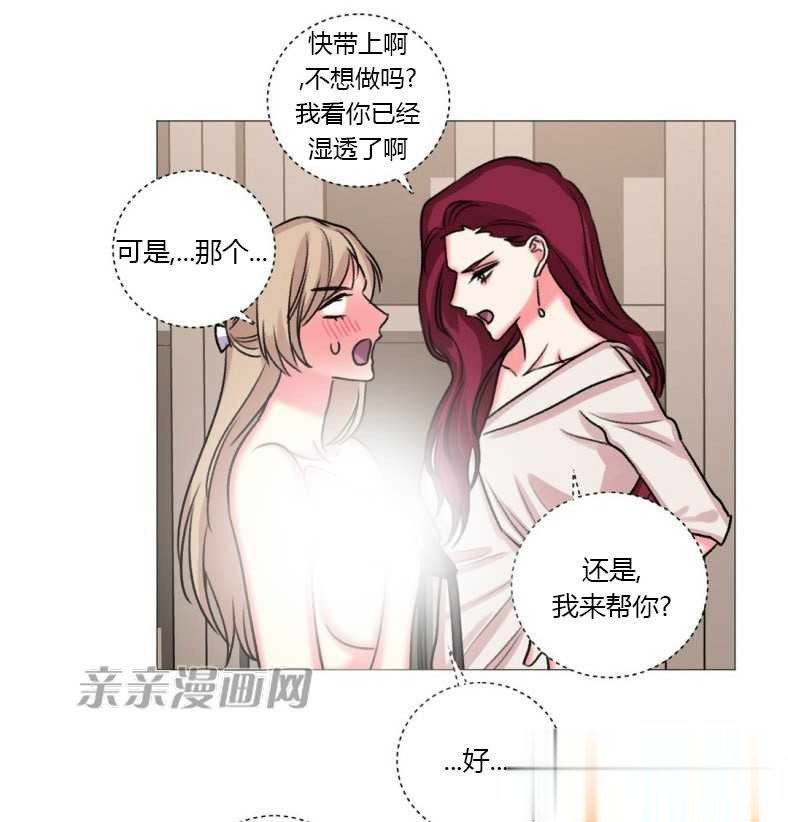 快带上啊
,不想做吗?
我看你已经
湿透了啊
可是,...那个...
还是,
我来帮你?
亲亲漫画网
...好...